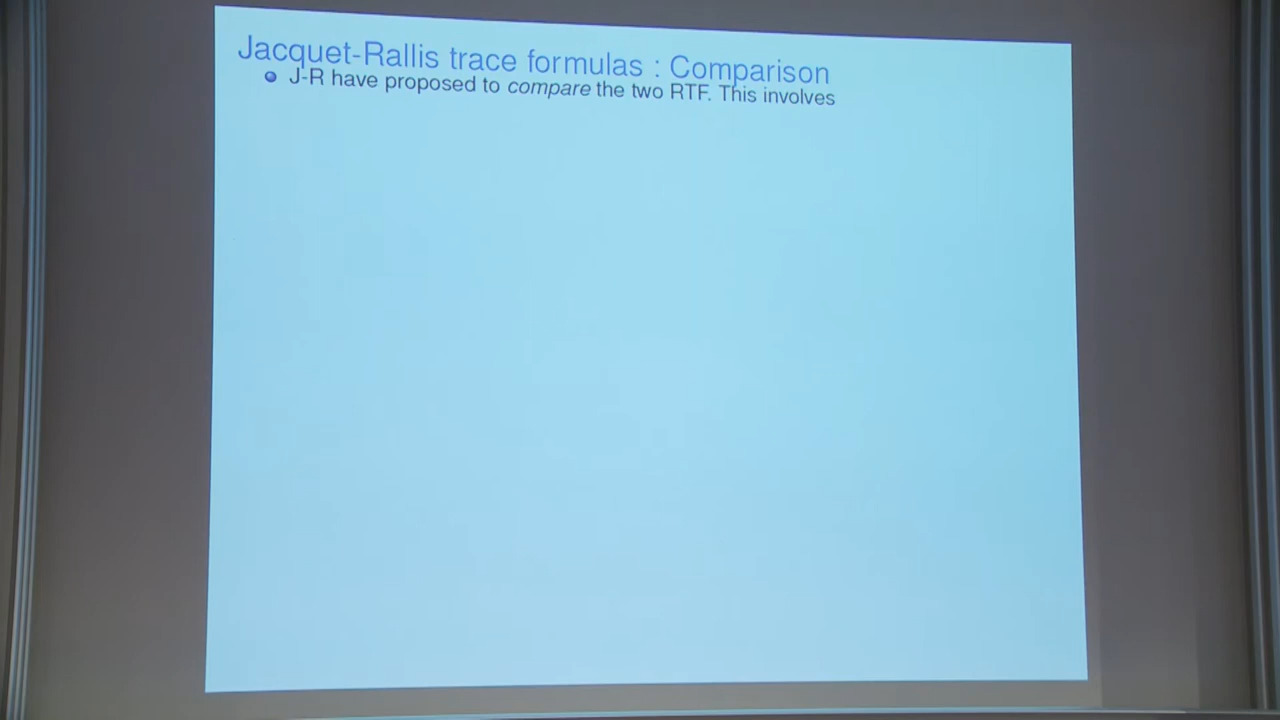 Jacquet-Rallis trace formulas : Comparison
J-R have proposed to compare the two RTF. This involves